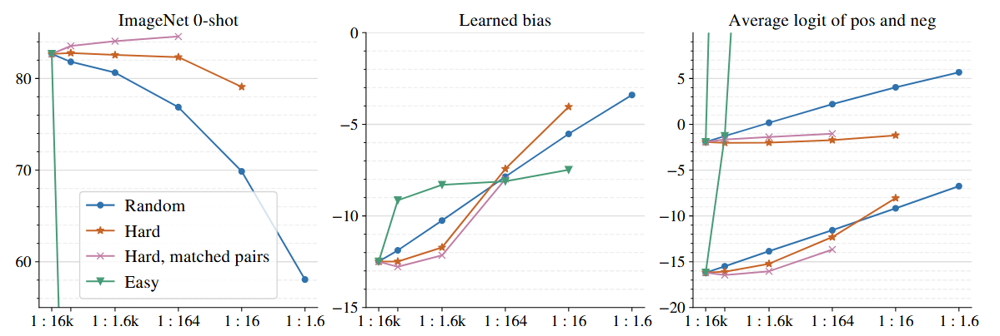 ImageNet 0-shot
80
70
60
1 : 16k
1 : 1.6k
1 : 164
1 : 16
1 : 1.6
Random
Hard
Hard, matched pairs
Easy
Learned bias
0
−5
−10
−15
1 : 16k
1 : 1.6k
1 : 164
1 : 16
1 : 1.6
Average logit of pos and neg
5
0
−5
−10
−15
−20
1 : 16k
1 : 1.6k
1 : 164
1 : 16
1 : 1.6